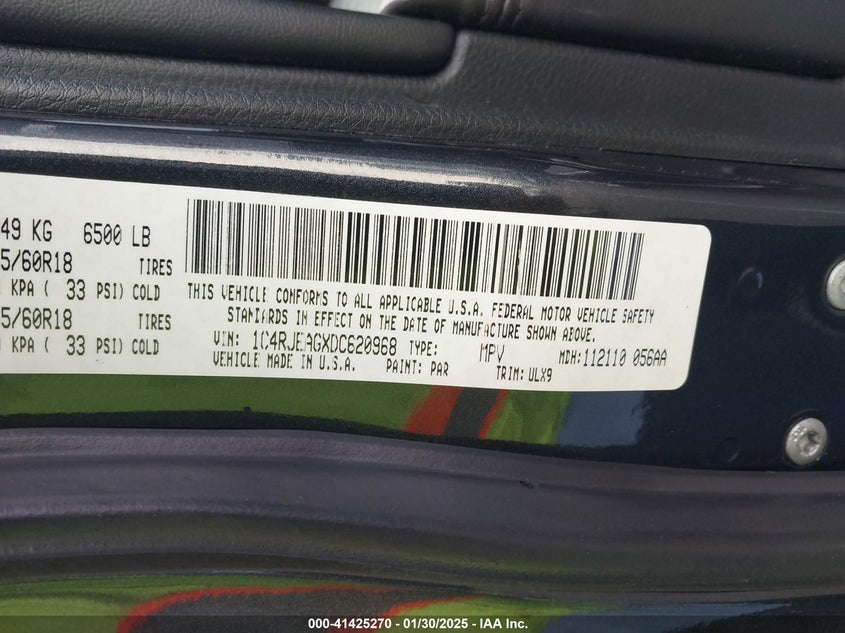 49 KG 6500 LB
5/60R18 TIRES
KPA ( 33 PSI) COLD
5/60R18 TIRES
KPA ( 33 PSI) COLD
THIS VEHICLE CONFORMS TO ALL APPLICABLE U.S.A. FEDERAL MOTOR VEHICLE SAFETY
STANDARDS IN EFFECT ON THE DATE OF MANUFACTURE SHOWN ABOVE.
VIN: 1C4RJEAGXDC620968 TYPE: MPV MDH:112110 056AA
VEHICLE MADE IN U.S.A. PAINT: PAR TRIM: ULX9
000-41425270 - 01/30/2025 - IAA Inc.